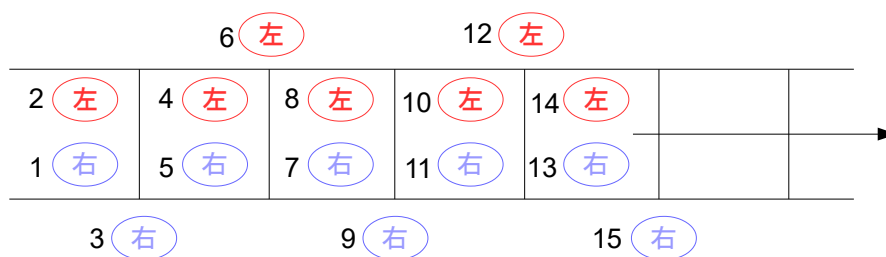 6 左 12 左
2 左 4 左 8 左 10 左 14 左
1 右 5 右 7 右 11 右 13 右
3 右 9 右 15 右